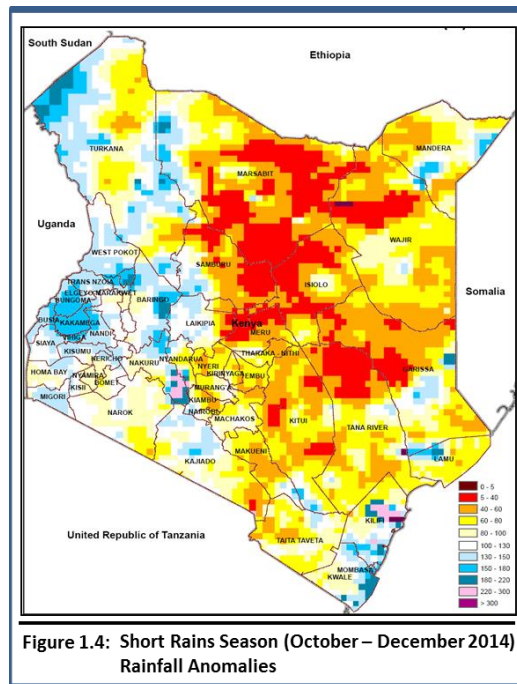 South Sudan
Ethiopia
TURKANA
MANDERA
MARSABIT
Uganda
WAJIR
WEST POKOT
SAMBURU
ISIOLO
TRANS NZOIA
ELGEYO MARAKWET
BUNGOMA
BARINGO
Somalia
BUSIA
KAKAMEGA
LAIKIPIA
Kenya
MERU
NANDI
VIHIGA
SIAYA
KISUMU
THARAKA - NITHI
KERICHO
NAKURU
NYANDARUA
NYERI
GARISSA
HOMA BAY
NYAMIRA
KIRINYAGA
EMBU
KISII
BOMET
MURANG'A
MIGORI
KIAMBU
NAROK
NAIROBI
KITUI
MACHAKOS
TANA RIVER
MAKUENI
KAJIADO
LAMU
United Republic of Tanzania
KILIFI
TAITA TAVETA
MOMBASA
KWALE
0 - 5
5 - 40
40 - 60
60 - 80
80 - 100
100 - 130
130 - 150
150 - 180
180 - 220
220 - 300
> 300
Figure 1.4: Short Rains Season (October – December 2014)
Rainfall Anomalies